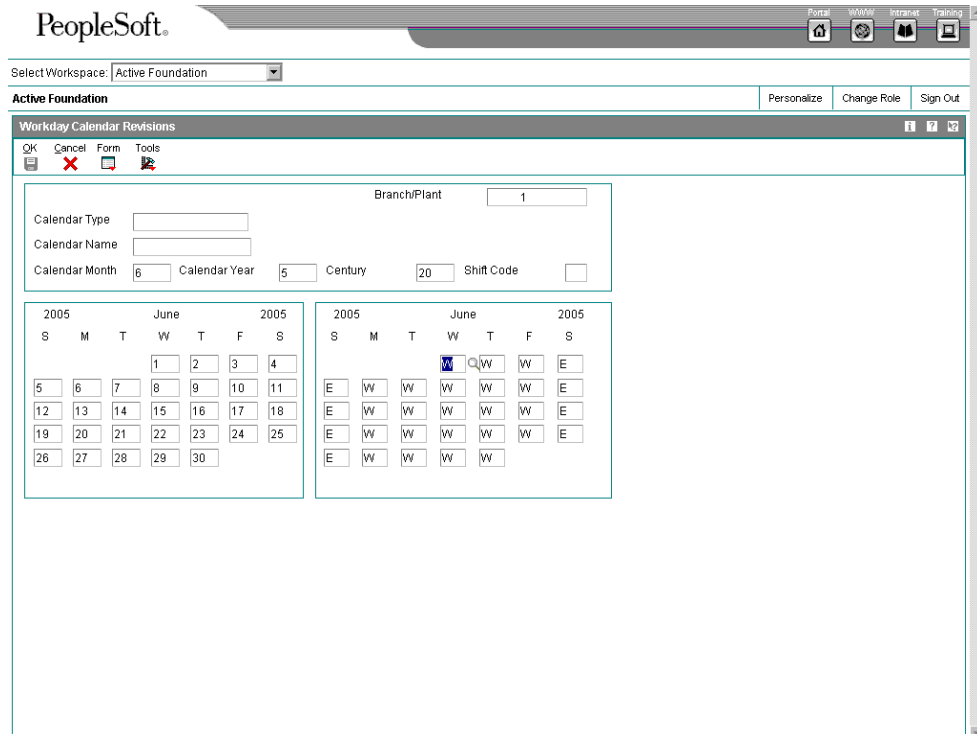 Portal WWW Intranet Training
PeopleSoft®
Select Workspace: Active Foundation
Active Foundation Personalize Change Role Sign Out
Workday Calendar Revisions i ? ?
OK Cancel Form Tools
Branch/Plant 1
Calendar Type
Calendar Name
Calendar Month 6 Calendar Year 5 Century 20 Shift Code
2005 June 2005
S M T W T F S
1 2 3 4
5 6 7 8 9 10 11
12 13 14 15 16 17 18
19 20 21 22 23 24 25
26 27 28 29 30
2005 June 2005
S M T W T F S
W W W E
E W W W W W E
E W W W W W E
E W W W W W E
E W W W W